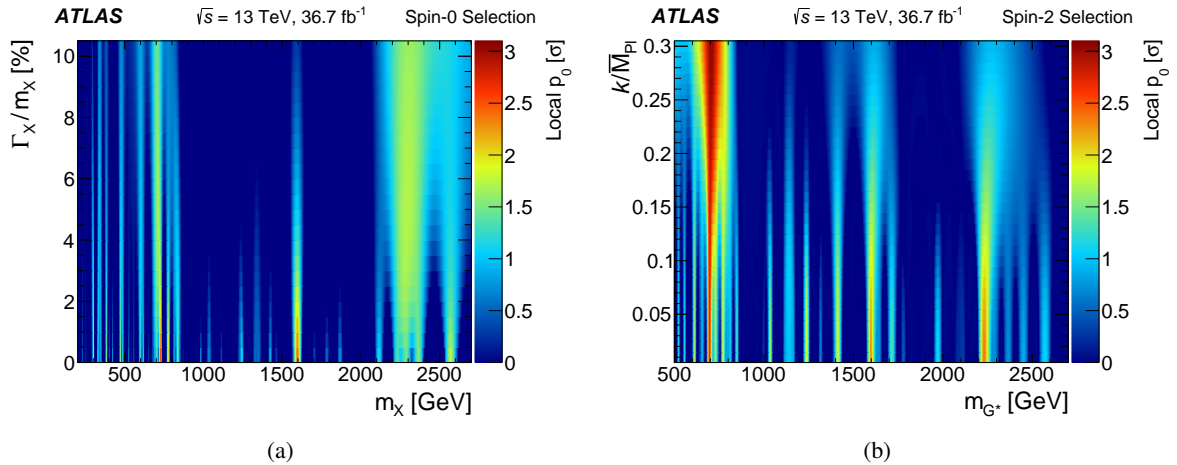 ATLAS √s = 13 TeV, 36.7 fb⁻¹ Spin-0 Selection
Γ_X / m_X [%]
10
8
6
4
2
0
500 1000 1500 2000 2500
m_X [GeV]
3
2.5
2
1.5
1
0.5
0
Local p₀ [σ]
(a)
ATLAS √s = 13 TeV, 36.7 fb⁻¹ Spin-2 Selection
k/M̅_Pl
0.3
0.25
0.2
0.15
0.1
0.05
500 1000 1500 2000 2500
m_G* [GeV]
3
2.5
2
1.5
1
0.5
0
Local p₀ [σ]
(b)